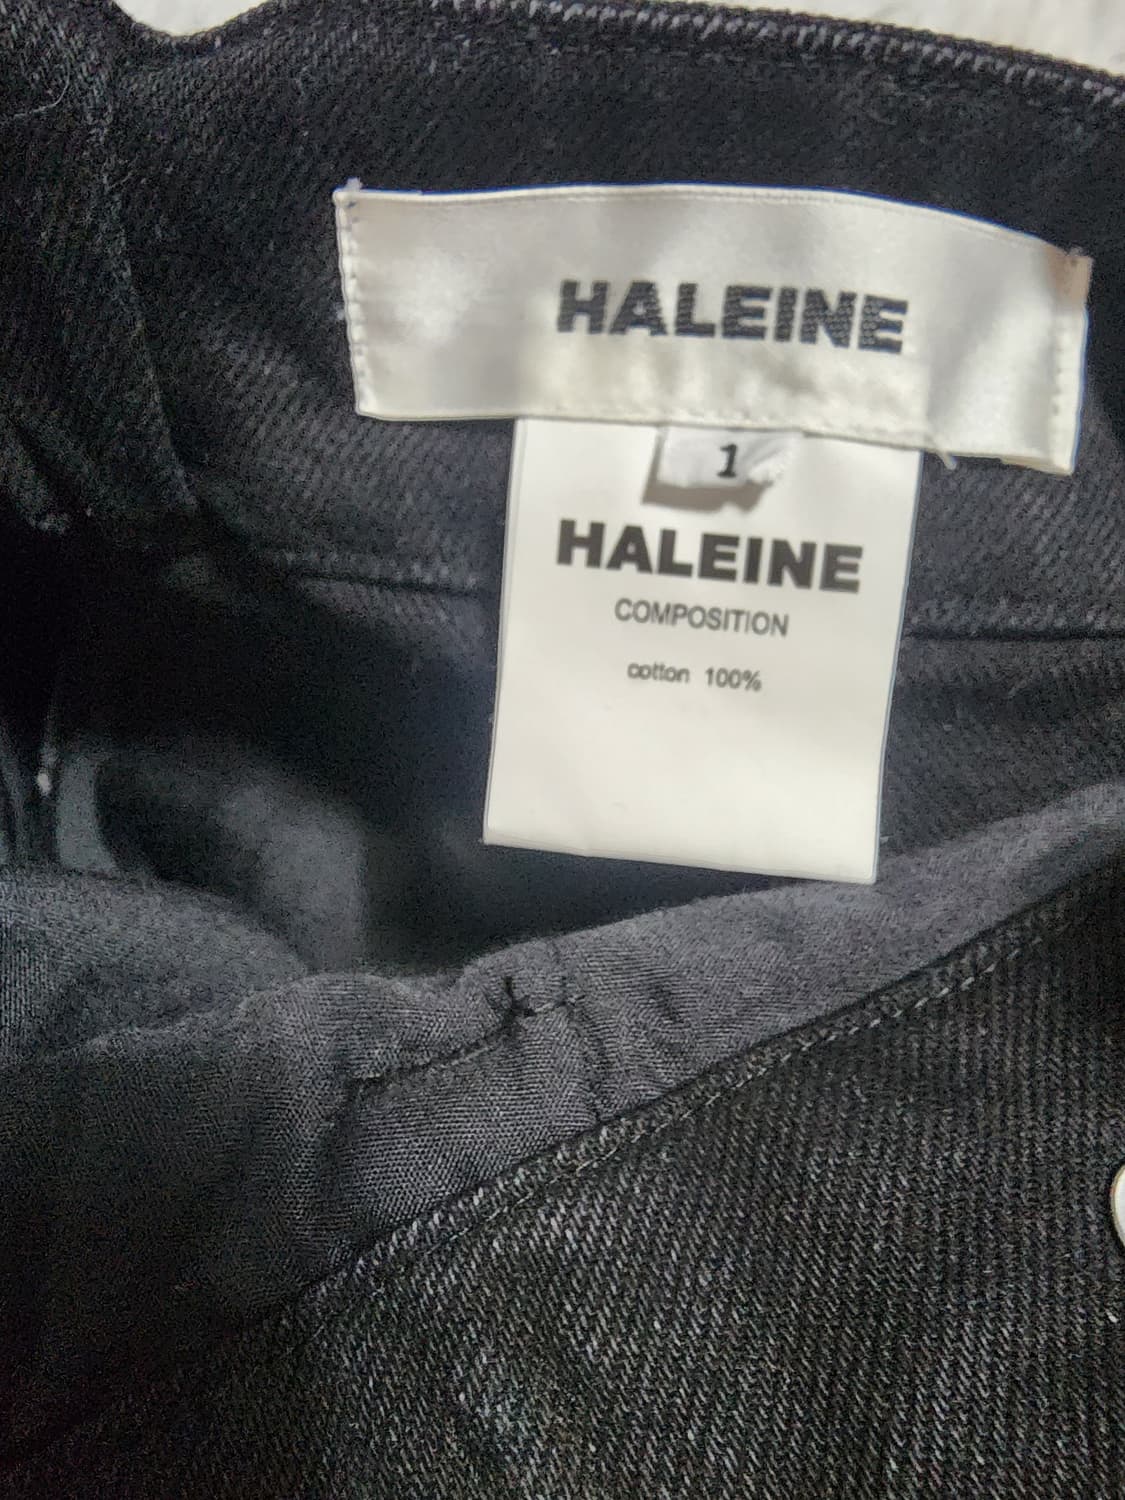 HALEINE
1
HALEINE
COMPOSITION
cotton 100%